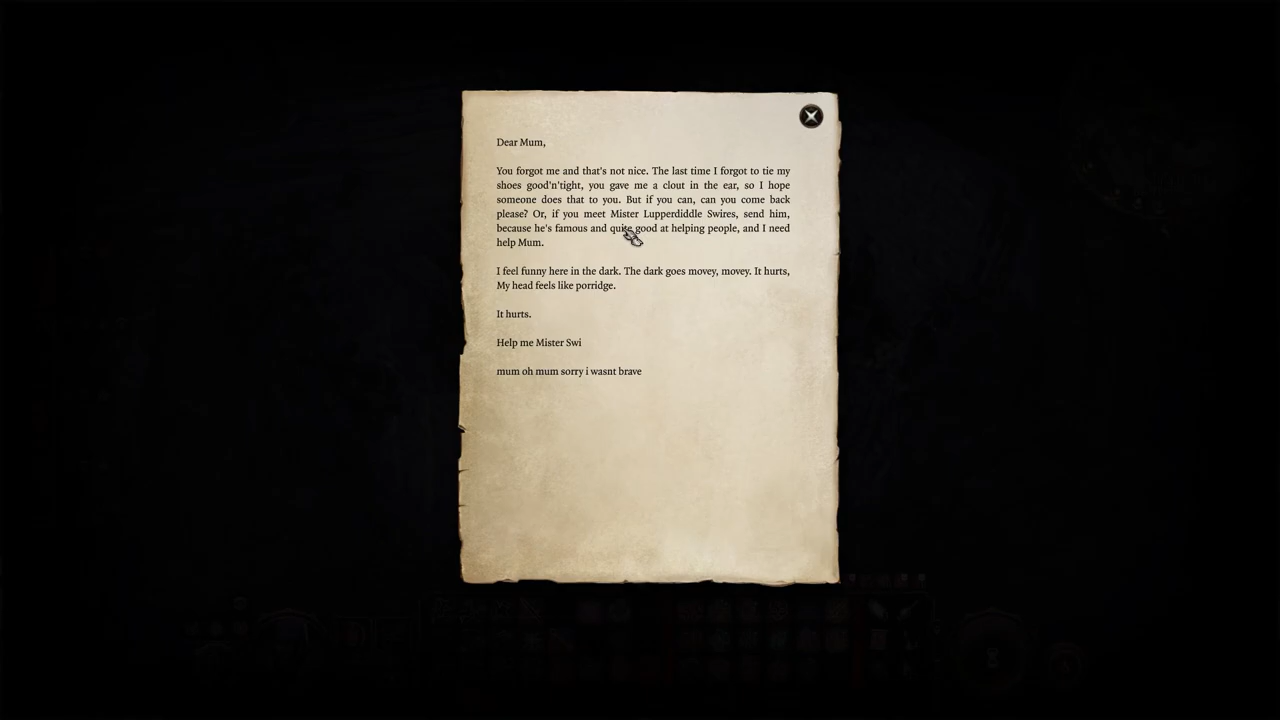 Dear Mum,
You forgot me and that's not nice. The last time I forgot to tie my
shoes good'n'tight, you gave me a clout in the ear, so I hope
someone does that to you. But if you can, can you come back
please? Or, if you meet Mister Lupperdiddle Swires, send him,
because he's famous and quite good at helping people, and I need
help Mum.
I feel funny here in the dark. The dark goes movey, movey. It hurts,
My head feels like porridge.
It hurts.
Help me Mister Swi
mum oh mum sorry i wasnt brave